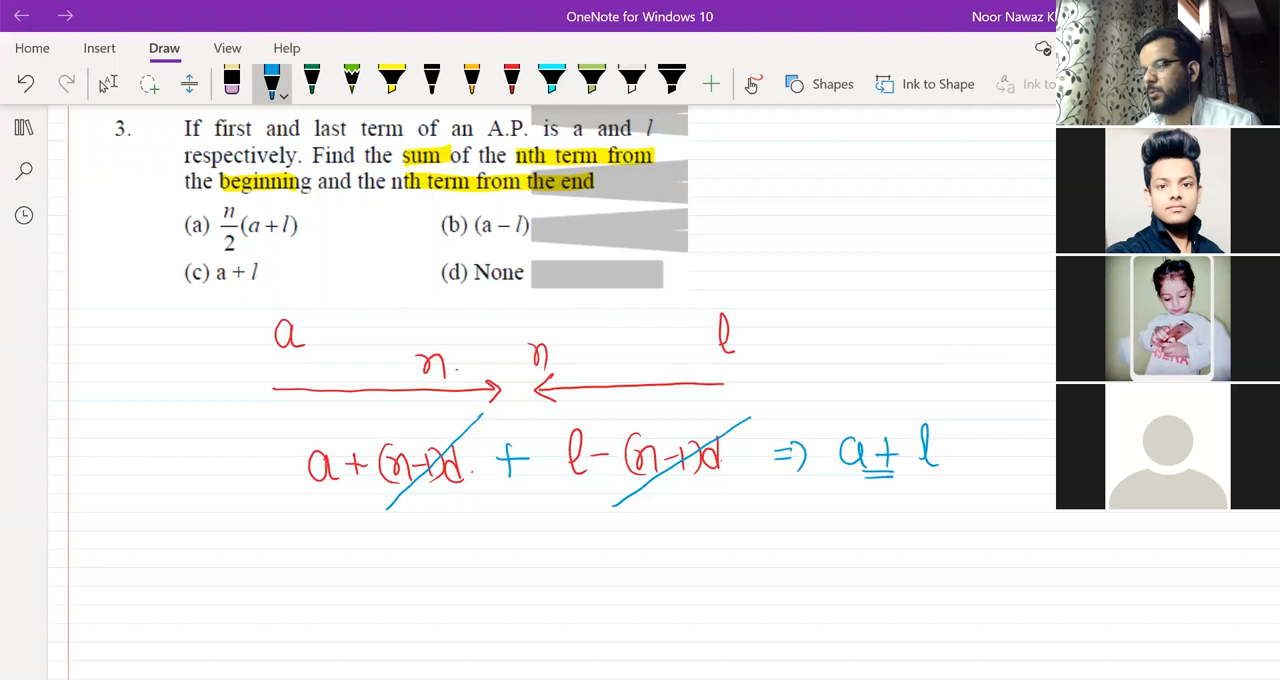 OneNote for Windows 10
Noor Nawaz
Home Insert Draw View Help
Shapes Ink to Shape Ink to
3. If first and last term of an A.P. is a and l
respectively. Find the sum of the nth term from
the beginning and the nth term from the end
(a) n/2 (a + l) (b) (a – l)
(c) a + l (d) None
a l
n. n
a + (n-1)d. + l - (n-1)d ⇒ a + l